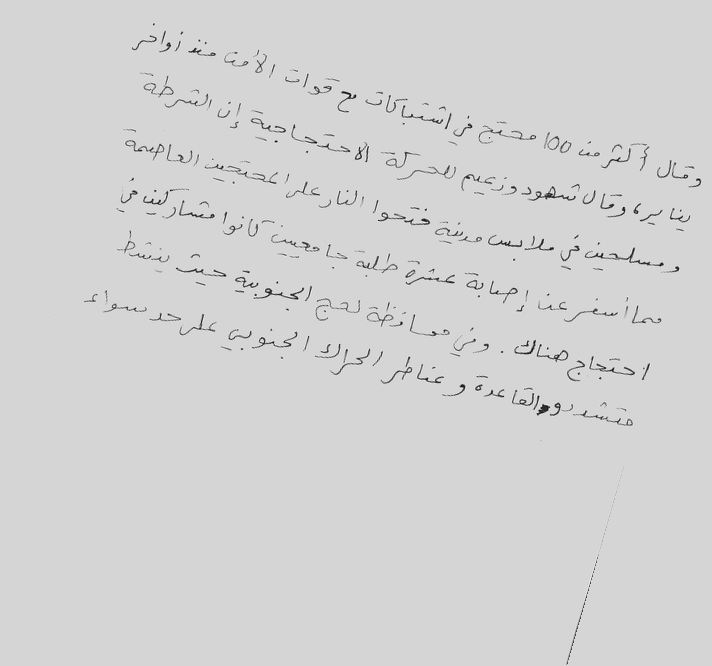 وقال أكثر من 100 محتج في اشتباكات مع قوات الأمن منذ أواخر
يناير، وقال شهود وزعيم للحركة الاحتجاجية إن الشرطة
ومسلحين في ملابس مدنية فتحوا النار على المحتجين العاصمة
مما أسفر عن إصابة عشرة طلبة جامعيين كانوا مشاركين في
احتجاج هناك. وفي محافظة لحج الجنوبية حيث ينشط
متشددو القاعدة وعناطر الحراك الجنوبي على حد سواء